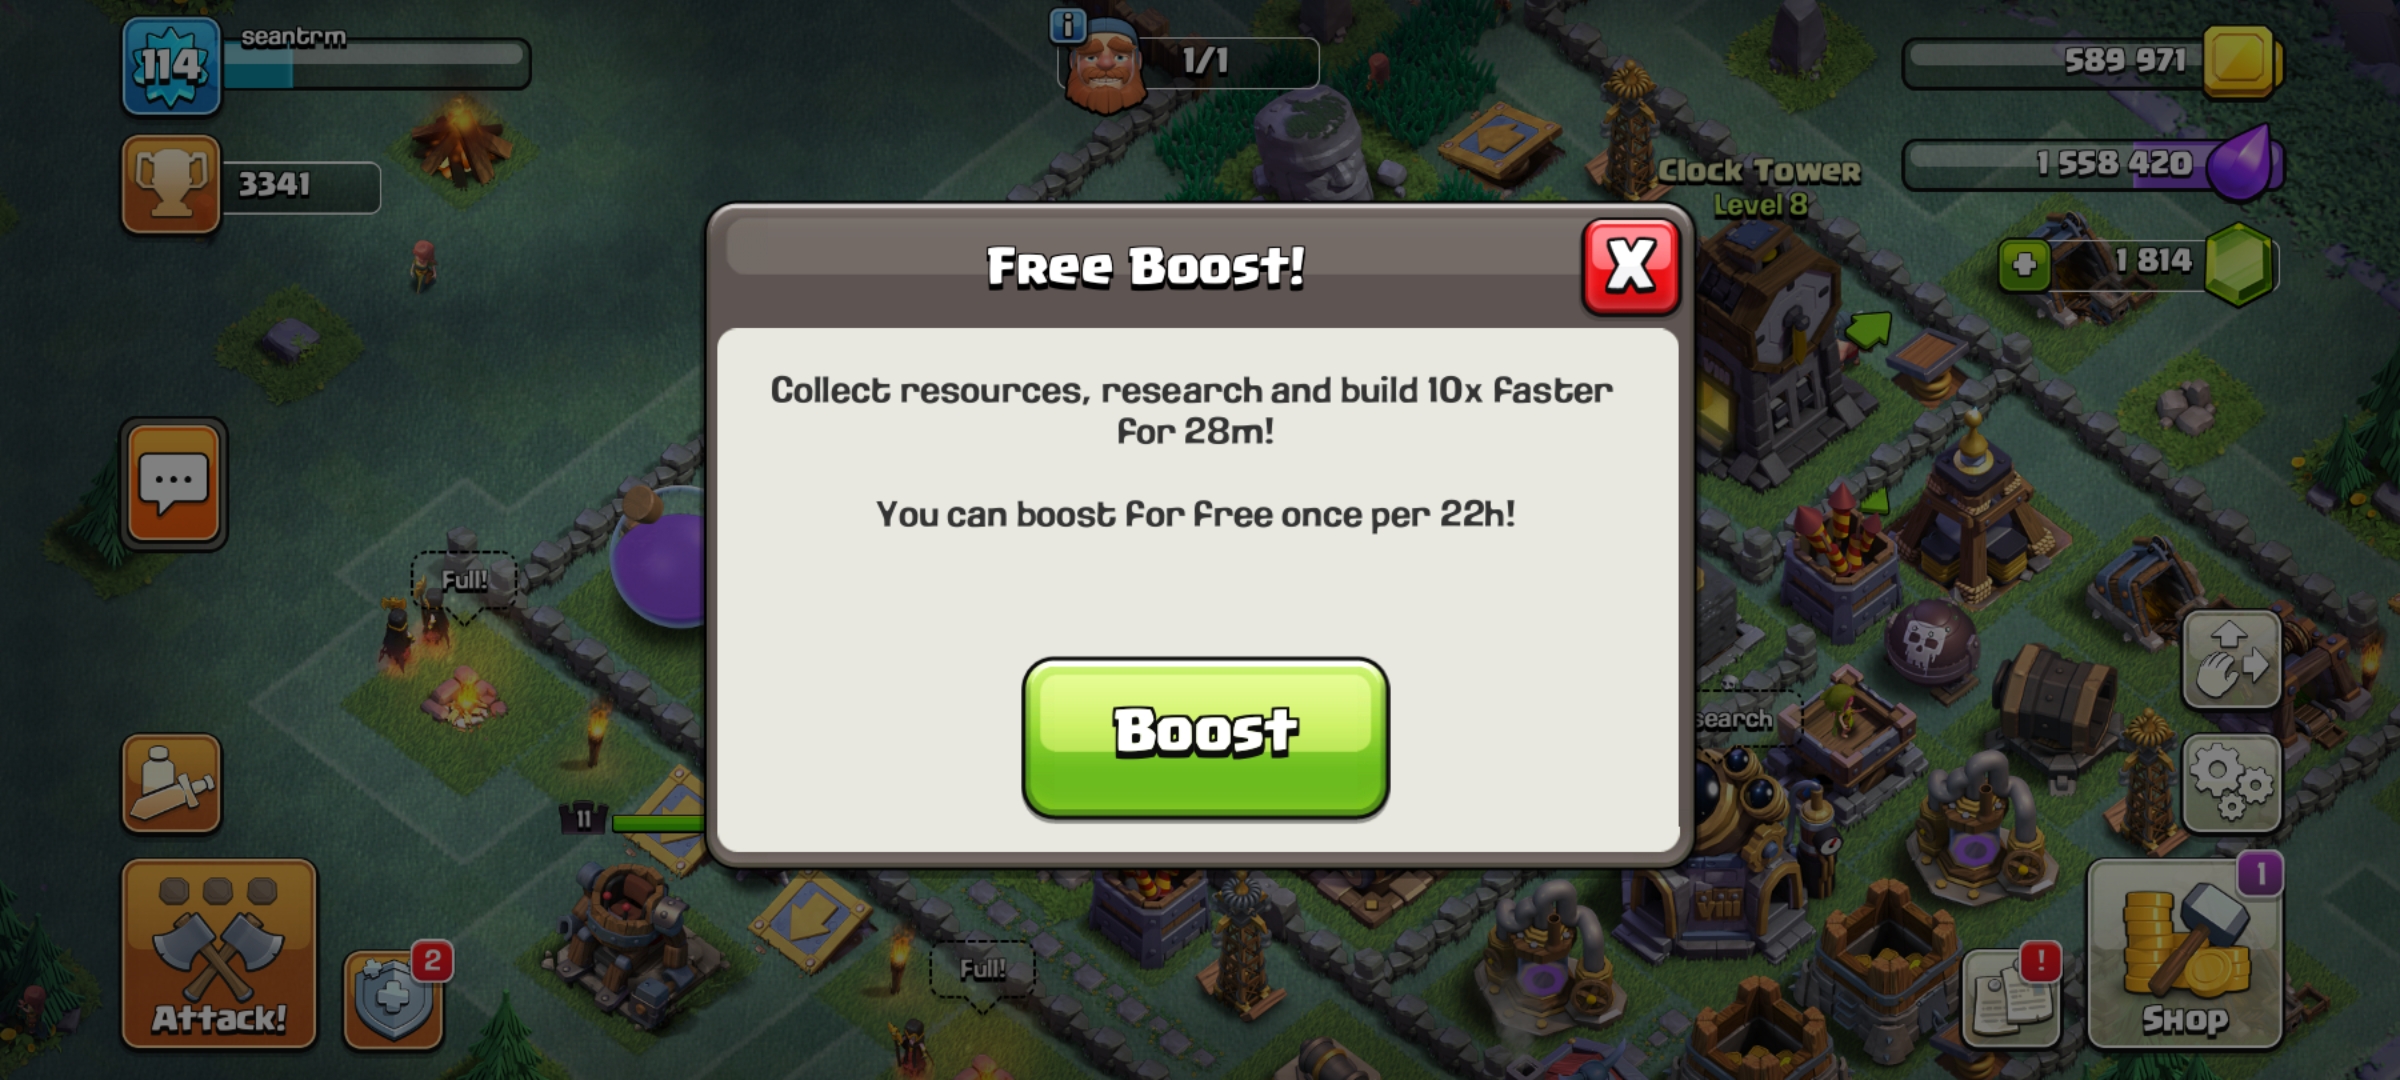 114
seantrm
1/1
589 971
3341
1 558 420
Clock Tower
Level 8
1 814
Free Boost!
X
Collect resources, research and build 10x faster
for 28m!
You can boost for free once per 22h!
Full!
Boost
search
11
VIII
Full!
1
2
!
Attack!
Shop
i